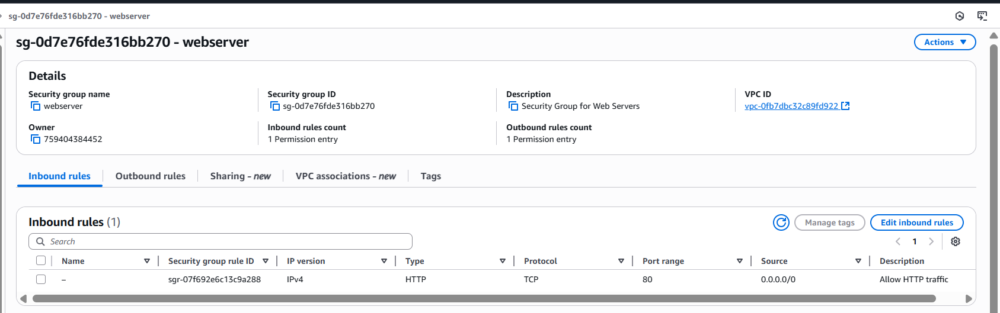 sg-0d7e76fde316bb270 - webserver
sg-0d7e76fde316bb270 - webserver
Actions
Details
Security group name
webserver
Security group ID
sg-0d7e76fde316bb270
Description
Security Group for Web Servers
VPC ID
vpc-0fb7dbc32c89fd922
Owner
759404384452
Inbound rules count
1 Permission entry
Outbound rules count
1 Permission entry
Inbound rules Outbound rules Sharing - new VPC associations - new Tags
Inbound rules (1)
Manage tags Edit inbound rules
Search
1
Name Security group rule ID IP version Type Protocol Port range Source Description
– sgr-07f692e6c13c9a288 IPv4 HTTP TCP 80 0.0.0.0/0 Allow HTTP traffic